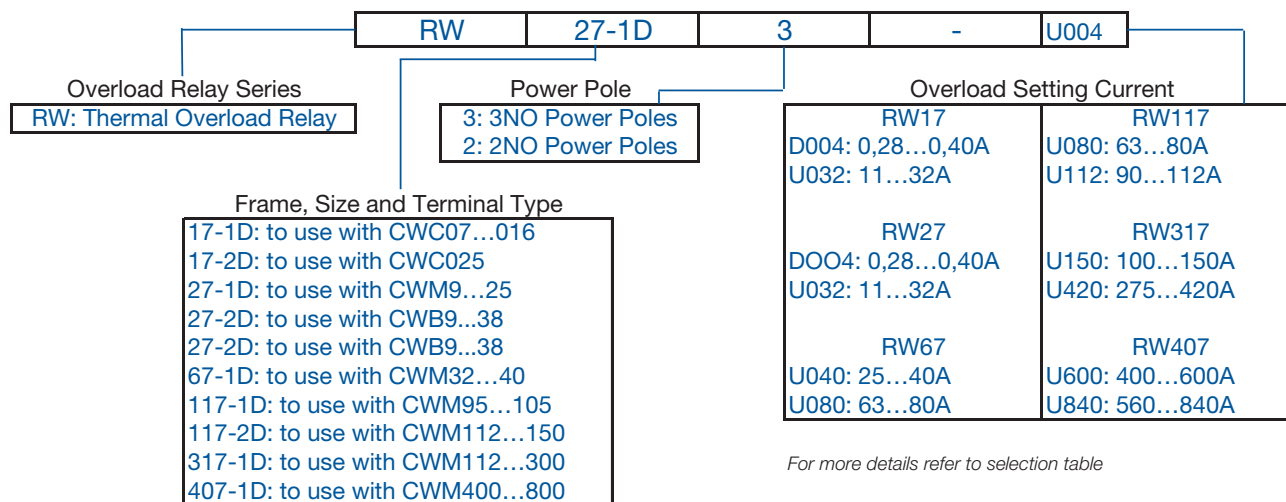 RW 27-1D 3 - U004
Overload Relay Series
RW: Thermal Overload Relay
Power Pole
3: 3NO Power Poles
2: 2NO Power Poles
Frame, Size and Terminal Type
17-1D: to use with CWC07...016
17-2D: to use with CWC025
27-1D: to use with CWM9...25
27-2D: to use with CWB9...38
27-2D: to use with CWB9...38
67-1D: to use with CWM32...40
117-1D: to use with CWM95...105
117-2D: to use with CWM112...150
317-1D: to use with CWM112...300
407-1D: to use with CWM400...800
Overload Setting Current
RW17
D004: 0,28...0,40A
U032: 11...32A
RW27
DOO4: 0,28...0,40A
U032: 11...32A
RW67
U040: 25...40A
U080: 63...80A
RW117
U080: 63...80A
U112: 90...112A
RW317
U150: 100...150A
U420: 275...420A
RW407
U600: 400...600A
U840: 560...840A
For more details refer to selection table